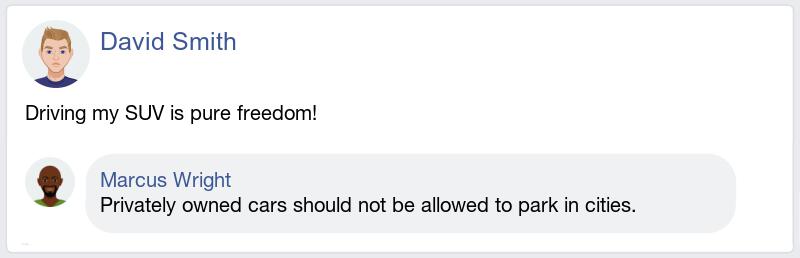 David Smith
Driving my SUV is pure freedom!
Marcus Wright
Privately owned cars should not be allowed to park in cities.